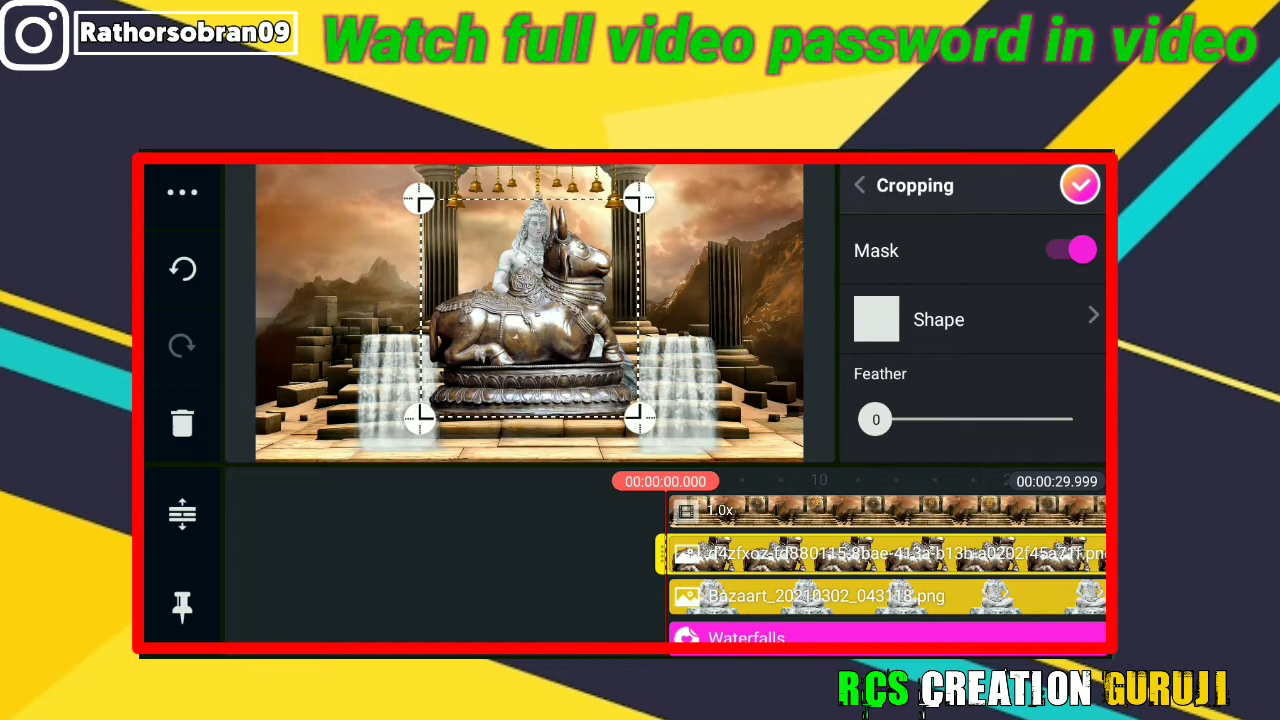 Rathorsobran09
Watch full video password in video
Cropping
Mask
Shape
Feather
0
00:00:00.000
10
00:00:29.999
1.0x
Bazaart_20210302_043118.png
Waterfalls
RCS CREATION GURUJI